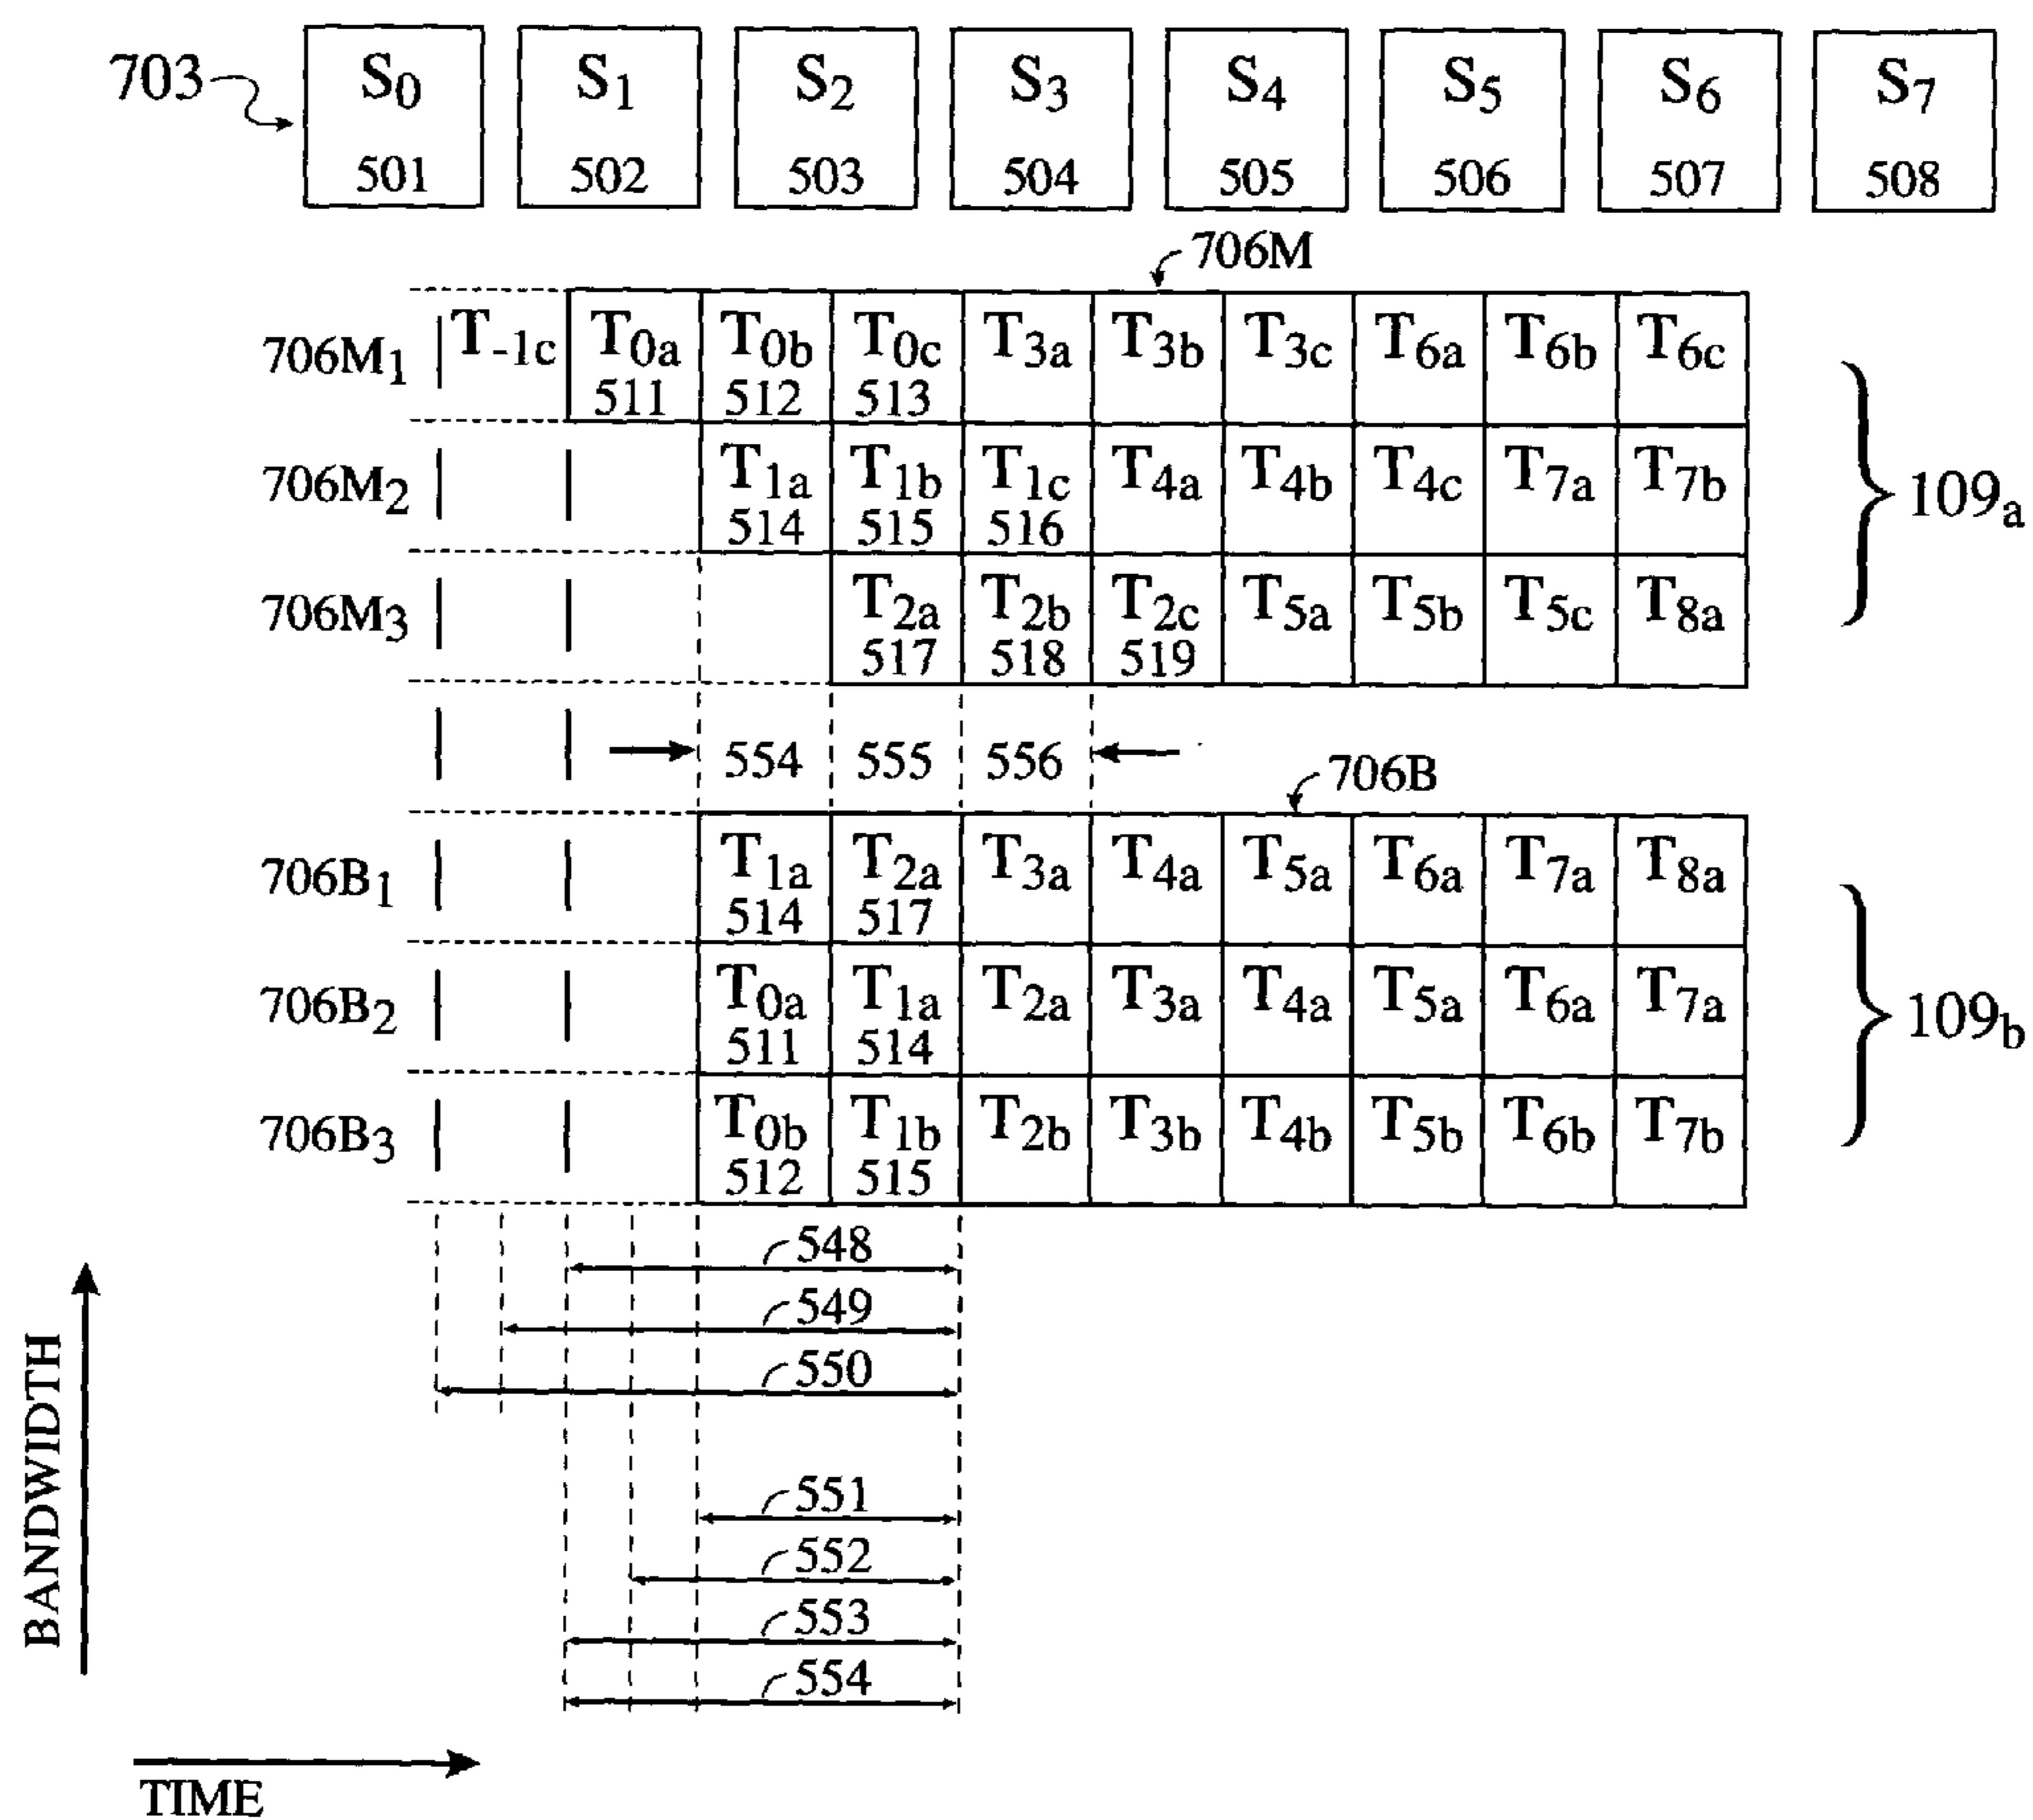 703
S0 S1 S2 S3 S4 S5 S6 S7
501 502 503 504 505 506 507 508
706M
706M1 T-1c T0a T0b T0c T3a T3b T3c T6a T6b T6c
511 512 513
706M2 T1a T1b T1c T4a T4b T4c T7a T7b
514 515 516
109a
706M3 T2a T2b T2c T5a T5b T5c T8a
517 518 519
554 555 556
706B
706B1 T1a T2a T3a T4a T5a T6a T7a T8a
514 517
706B2 T0a T1a T2a T3a T4a T5a T6a T7a
511 514
109b
706B3 T0b T1b T2b T3b T4b T5b T6b T7b
512 515
548
549
550
551
552
553
554
BANDWIDTH
TIME